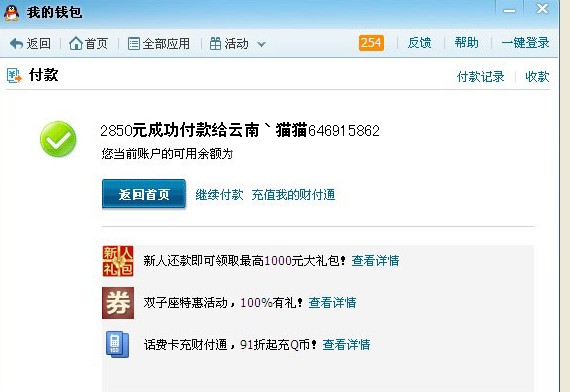 我的钱包
返回 首页 全部应用 活动 254 反馈 帮助 一键登录
付款 付款记录 收款
2850元成功付款给云南丶猫猫646915862
您当前账户的可用余额为
返回首页 继续付款 充值我的财付通
新人礼包 新人还款即可领取最高1000元大礼包! 查看详情
券 双子座特惠活动,100%有礼! 查看详情
话费卡充财付通,91折起充Q币! 查看详情